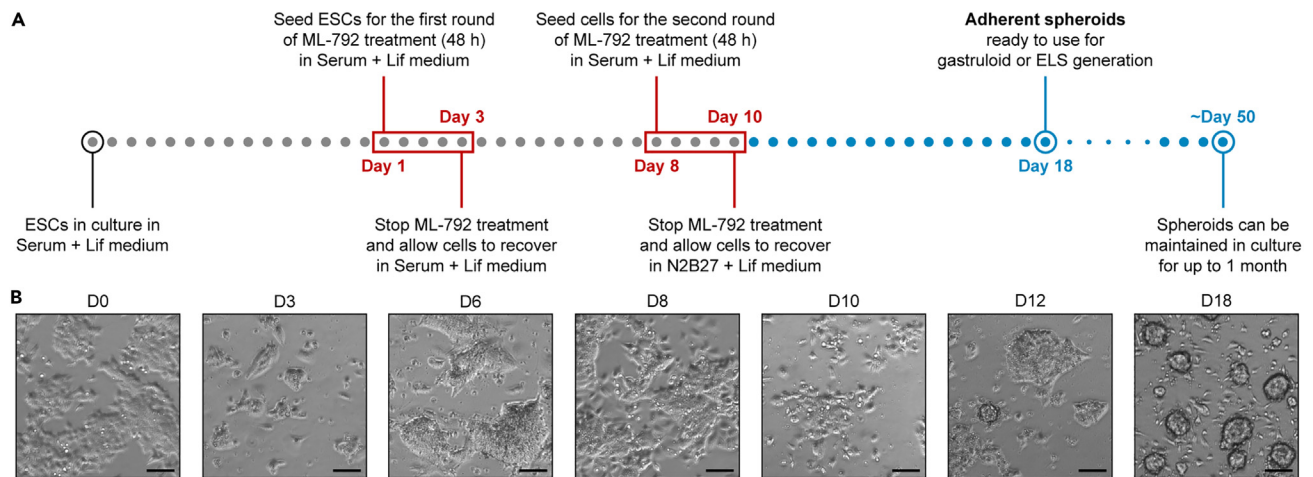 A
Seed ESCs for the first round
of ML-792 treatment (48 h)
in Serum + Lif medium
Seed cells for the second round
of ML-792 treatment (48 h)
in Serum + Lif medium
Adherent spheroids
ready to use for
gastruloid or ELS generation
Day 3
Day 10
~Day 50
Day 1
Day 8
Day 18
ESCs in culture in
Serum + Lif medium
Stop ML-792 treatment
and allow cells to recover
in Serum + Lif medium
Stop ML-792 treatment
and allow cells to recover
in N2B27 + Lif medium
Spheroids can be
maintained in culture
for up to 1 month
B
D0
D3
D6
D8
D10
D12
D18